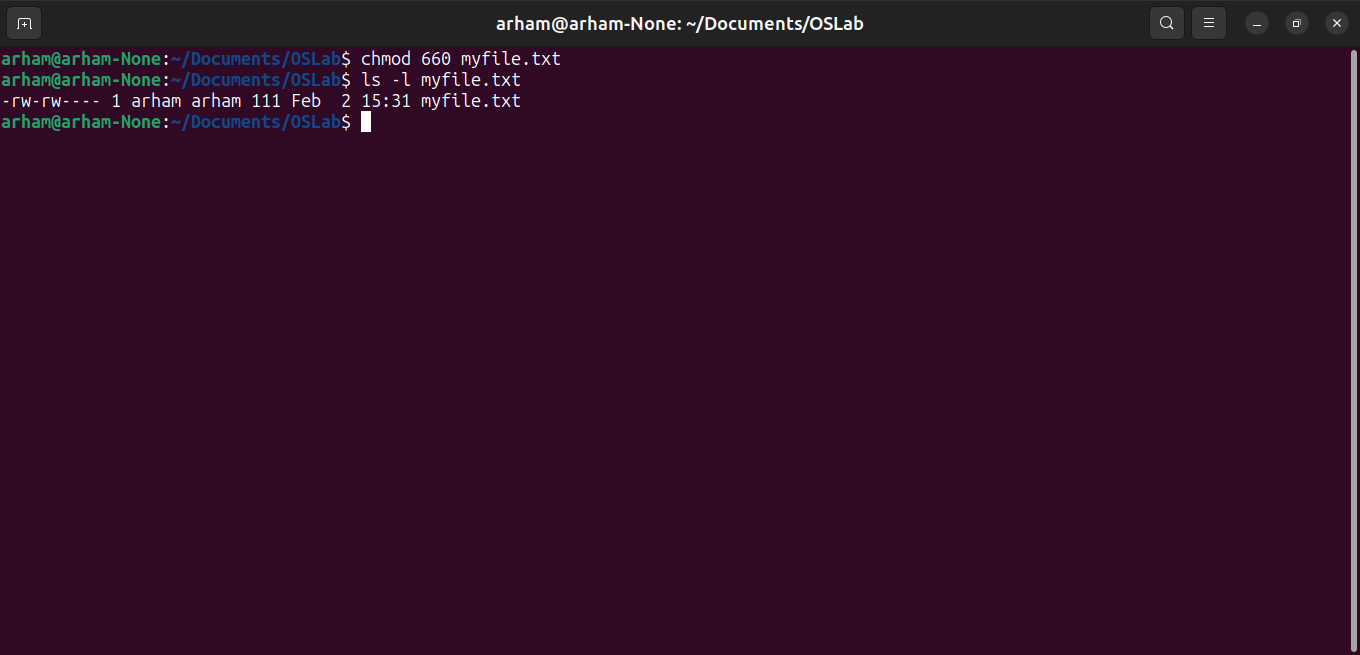 arham@arham-None: ~/Documents/OSLab
arham@arham-None:~/Documents/OSLab$ chmod 660 myfile.txt
arham@arham-None:~/Documents/OSLab$ ls -l myfile.txt
-rw-rw---- 1 arham arham 111 Feb  2 15:31 myfile.txt
arham@arham-None:~/Documents/OSLab$